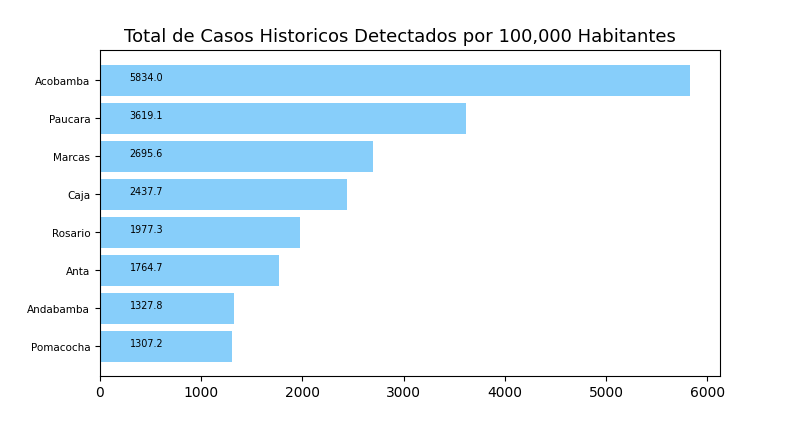 Total de Casos Historicos Detectados por 100,000 Habitantes
Acobamba 5834.0
Paucara 3619.1
Marcas 2695.6
Caja 2437.7
Rosario 1977.3
Anta 1764.7
Andabamba 1327.8
Pomacocha 1307.2
0 1000 2000 3000 4000 5000 6000